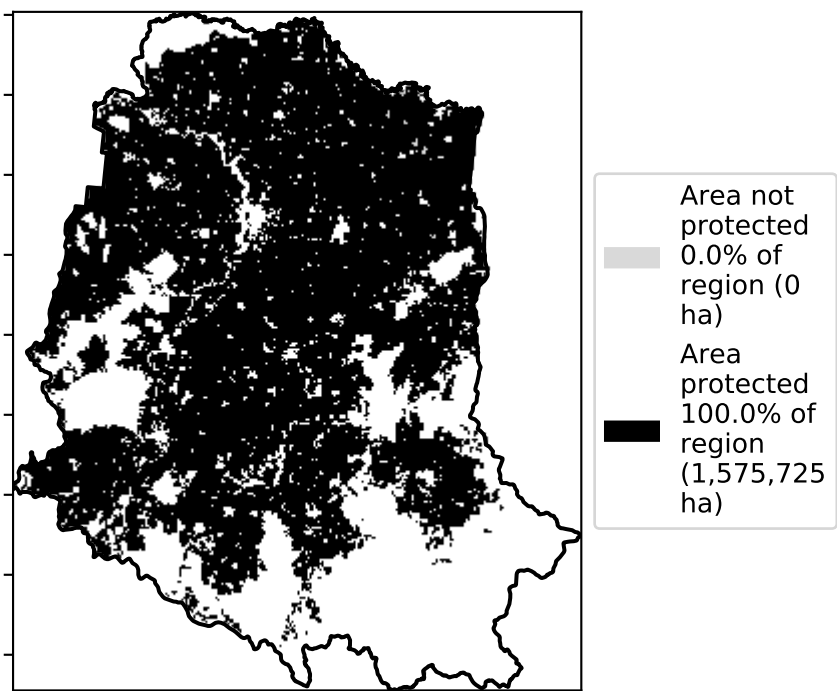 Area not
protected
0.0% of
region (0
ha)
Area
protected
100.0% of
region
(1,575,725
ha)